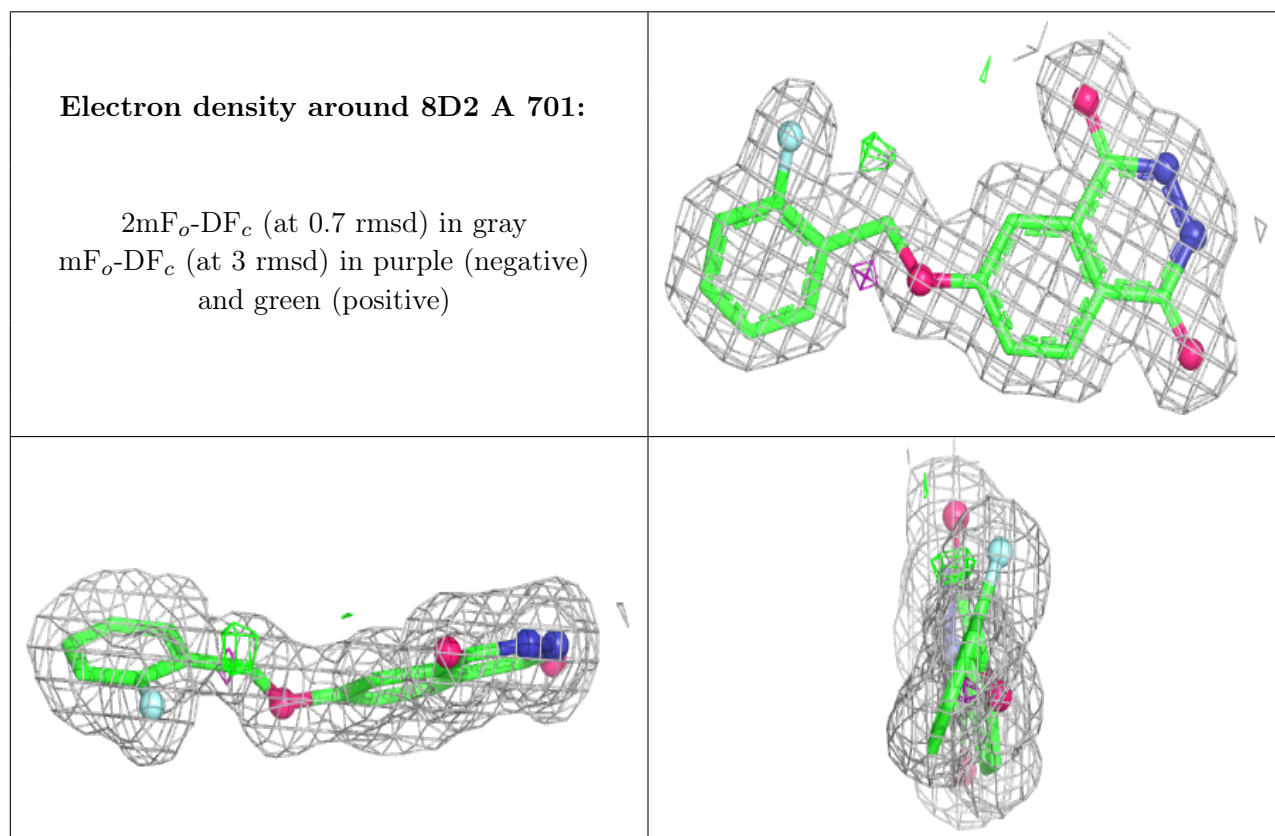 Electron density around 8D2 A 701:
2mFo-DFc (at 0.7 rmsd) in gray
mFo-DFc (at 3 rmsd) in purple (negative)
and green (positive)